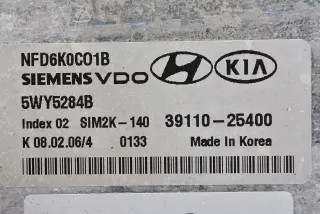 NFD6K0C01B
SIEMENS VDO KIA
5WY5284B
Index 02 SIM2K-140 39110-25400
K 08.02.06/4 0133 Made in Korea